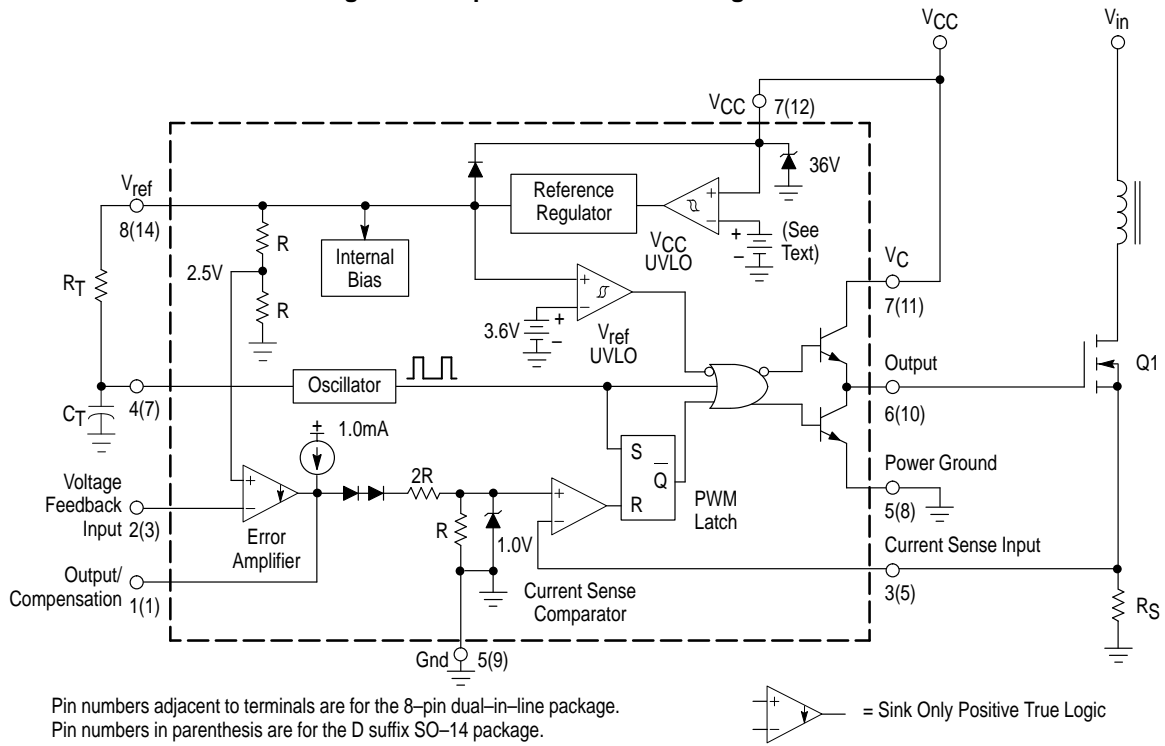 VCC
Vin
VCC 7(12)
36V
Vref
8(14)
Reference
Regulator
+
–
VCC
UVLO
+
–
(See
Text)
R
Internal
Bias
2.5V
RT
R
+
–
3.6V
+
–
Vref
UVLO
VC
7(11)
Output
6(10)
Q1
Oscillator
4(7)
CT
+
1.0mA
S
Q
R
PWM
Latch
Power Ground
5(8)
Voltage
Feedback
Input 2(3)
+
–
Error
Amplifier
2R
R
1.0V
+
–
Current Sense
Comparator
Current Sense Input
3(5)
RS
Output/
Compensation 1(1)
Gnd 5(9)
Pin numbers adjacent to terminals are for the 8–pin dual–in–line package.
Pin numbers in parenthesis are for the D suffix SO–14 package.
+
–
= Sink Only Positive True Logic